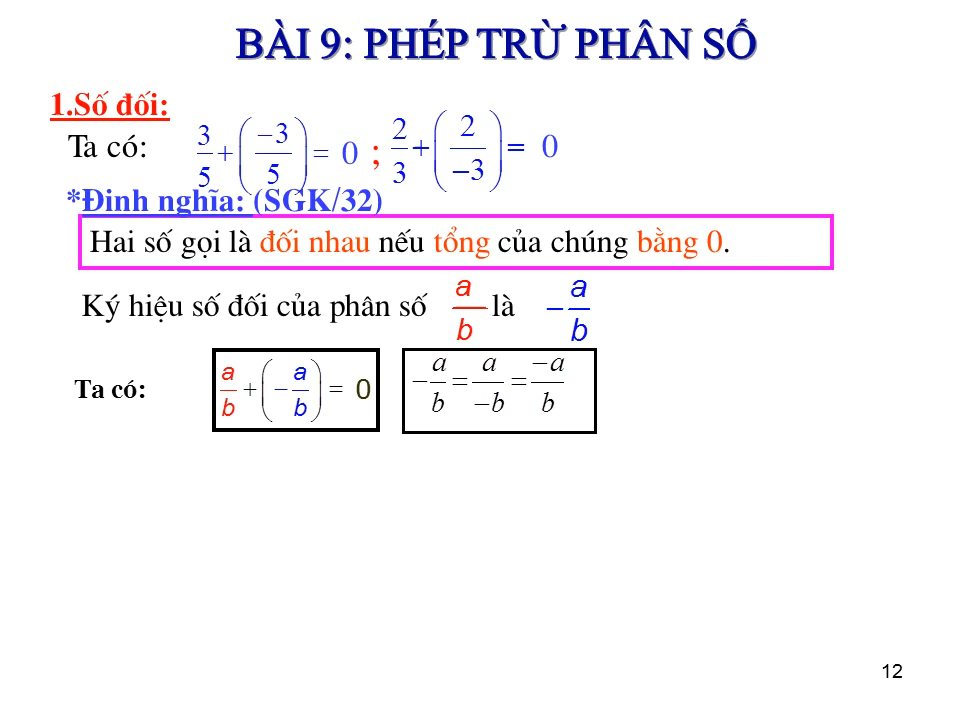 BÀI 9: PHÉP TRỪ PHÂN SỐ
1.Số đối:
Ta có: 3/5 + (−3/5) = 0 ; 2/3 + (2/−3) = 0
*Đinh nghĩa: (SGK/32)
Hai số gọi là đối nhau nếu tổng của chúng bằng 0.
Ký hiệu số đối của phân số a/b là −a/b
Ta có: a/b + (−a/b) = 0 −a/b = a/−b = −a/b
12